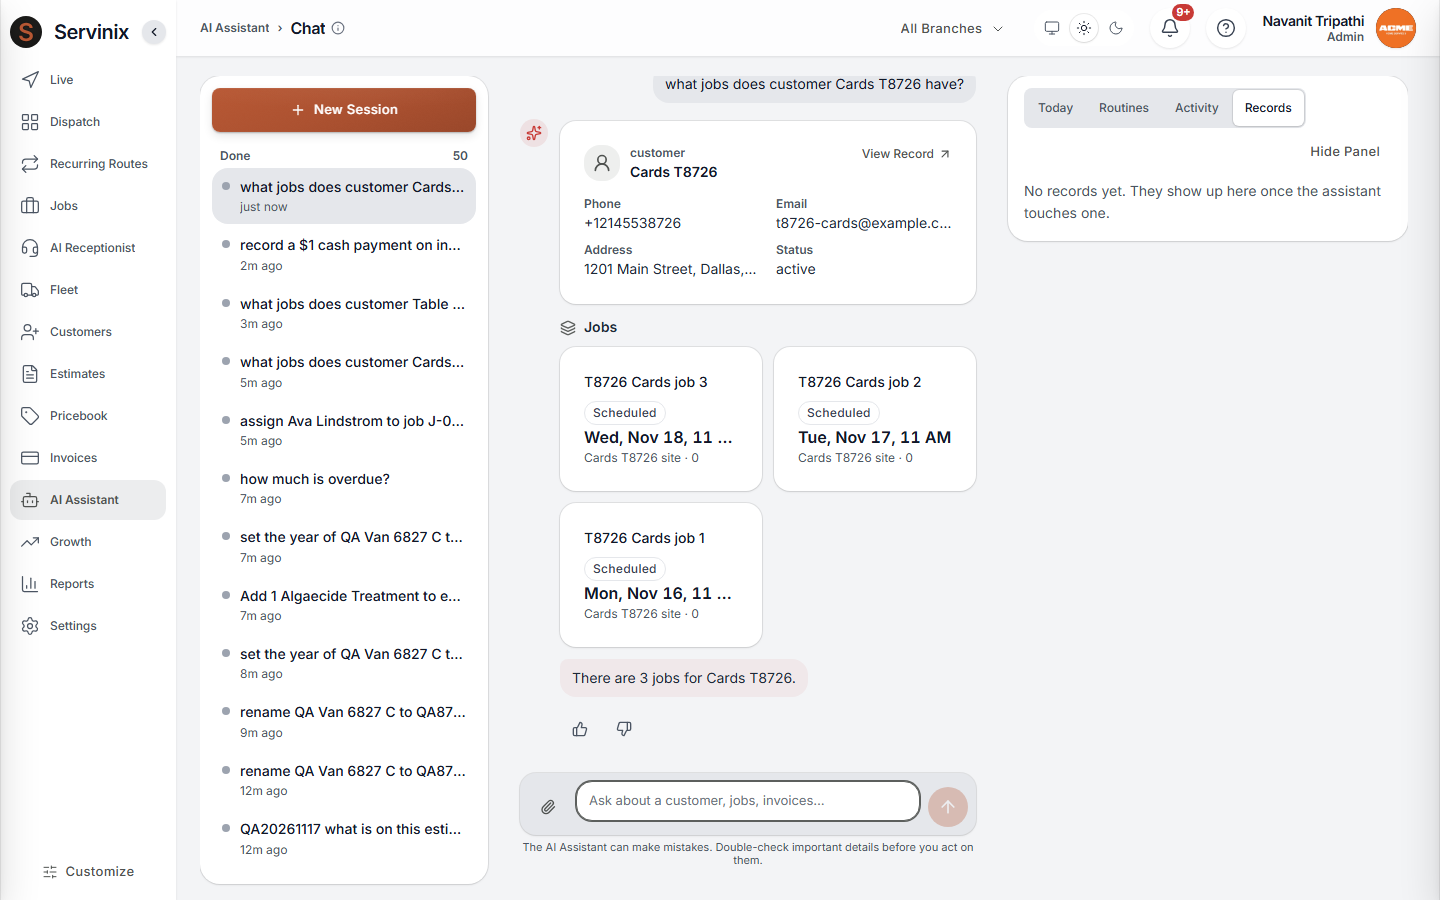 Servinix
Live
Dispatch
Recurring Routes
Jobs
AI Receptionist
Fleet
Customers
Estimates
Pricebook
Invoices
AI Assistant
Growth
Reports
Settings
Customize
AI Assistant › Chat
All Branches
9+
Navanit Tripathi
Admin
ACME
+ New Session
Done 50
what jobs does customer Cards...
just now
record a $1 cash payment on in...
2m ago
what jobs does customer Table ...
3m ago
what jobs does customer Cards...
5m ago
assign Ava Lindstrom to job J-0...
5m ago
how much is overdue?
7m ago
set the year of QA Van 6827 C t...
7m ago
Add 1 Algaecide Treatment to e...
7m ago
set the year of QA Van 6827 C t...
8m ago
rename QA Van 6827 C to QA87...
9m ago
rename QA Van 6827 C to QA87...
12m ago
QA20261117 what is on this esti...
12m ago
what jobs does customer Cards T8726 have?
customer
Cards T8726
View Record
Phone
+12145538726
Email
t8726-cards@example.c...
Address
1201 Main Street, Dallas,...
Status
active
Jobs
T8726 Cards job 3
Scheduled
Wed, Nov 18, 11 ...
Cards T8726 site · 0
T8726 Cards job 2
Scheduled
Tue, Nov 17, 11 AM
Cards T8726 site · 0
T8726 Cards job 1
Scheduled
Mon, Nov 16, 11 ...
Cards T8726 site · 0
There are 3 jobs for Cards T8726.
Ask about a customer, jobs, invoices...
The AI Assistant can make mistakes. Double-check important details before you act on
them.
Today
Routines
Activity
Records
Hide Panel
No records yet. They show up here once the assistant
touches one.